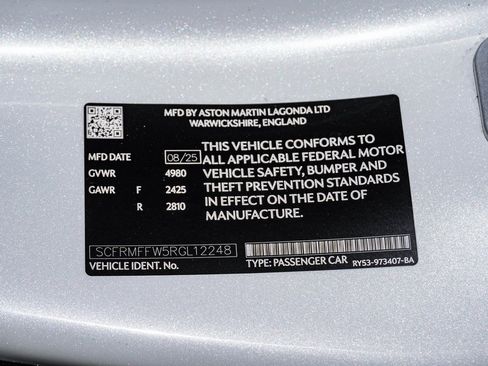 MFD BY ASTON MARTIN LAGONDA LTD
WARWICKSHIRE, ENGLAND
MFD DATE 08/25
GVWR 4980
GAWR F 2425
R 2810
THIS VEHICLE CONFORMS TO
ALL APPLICABLE FEDERAL MOTOR
VEHICLE SAFETY, BUMPER AND
THEFT PREVENTION STANDARDS
IN EFFECT ON THE DATE OF
MANUFACTURE.
SCFRMFFW5RGL12248
VEHICLE IDENT. No.
TYPE: PASSENGER CAR RY53-973407-BA